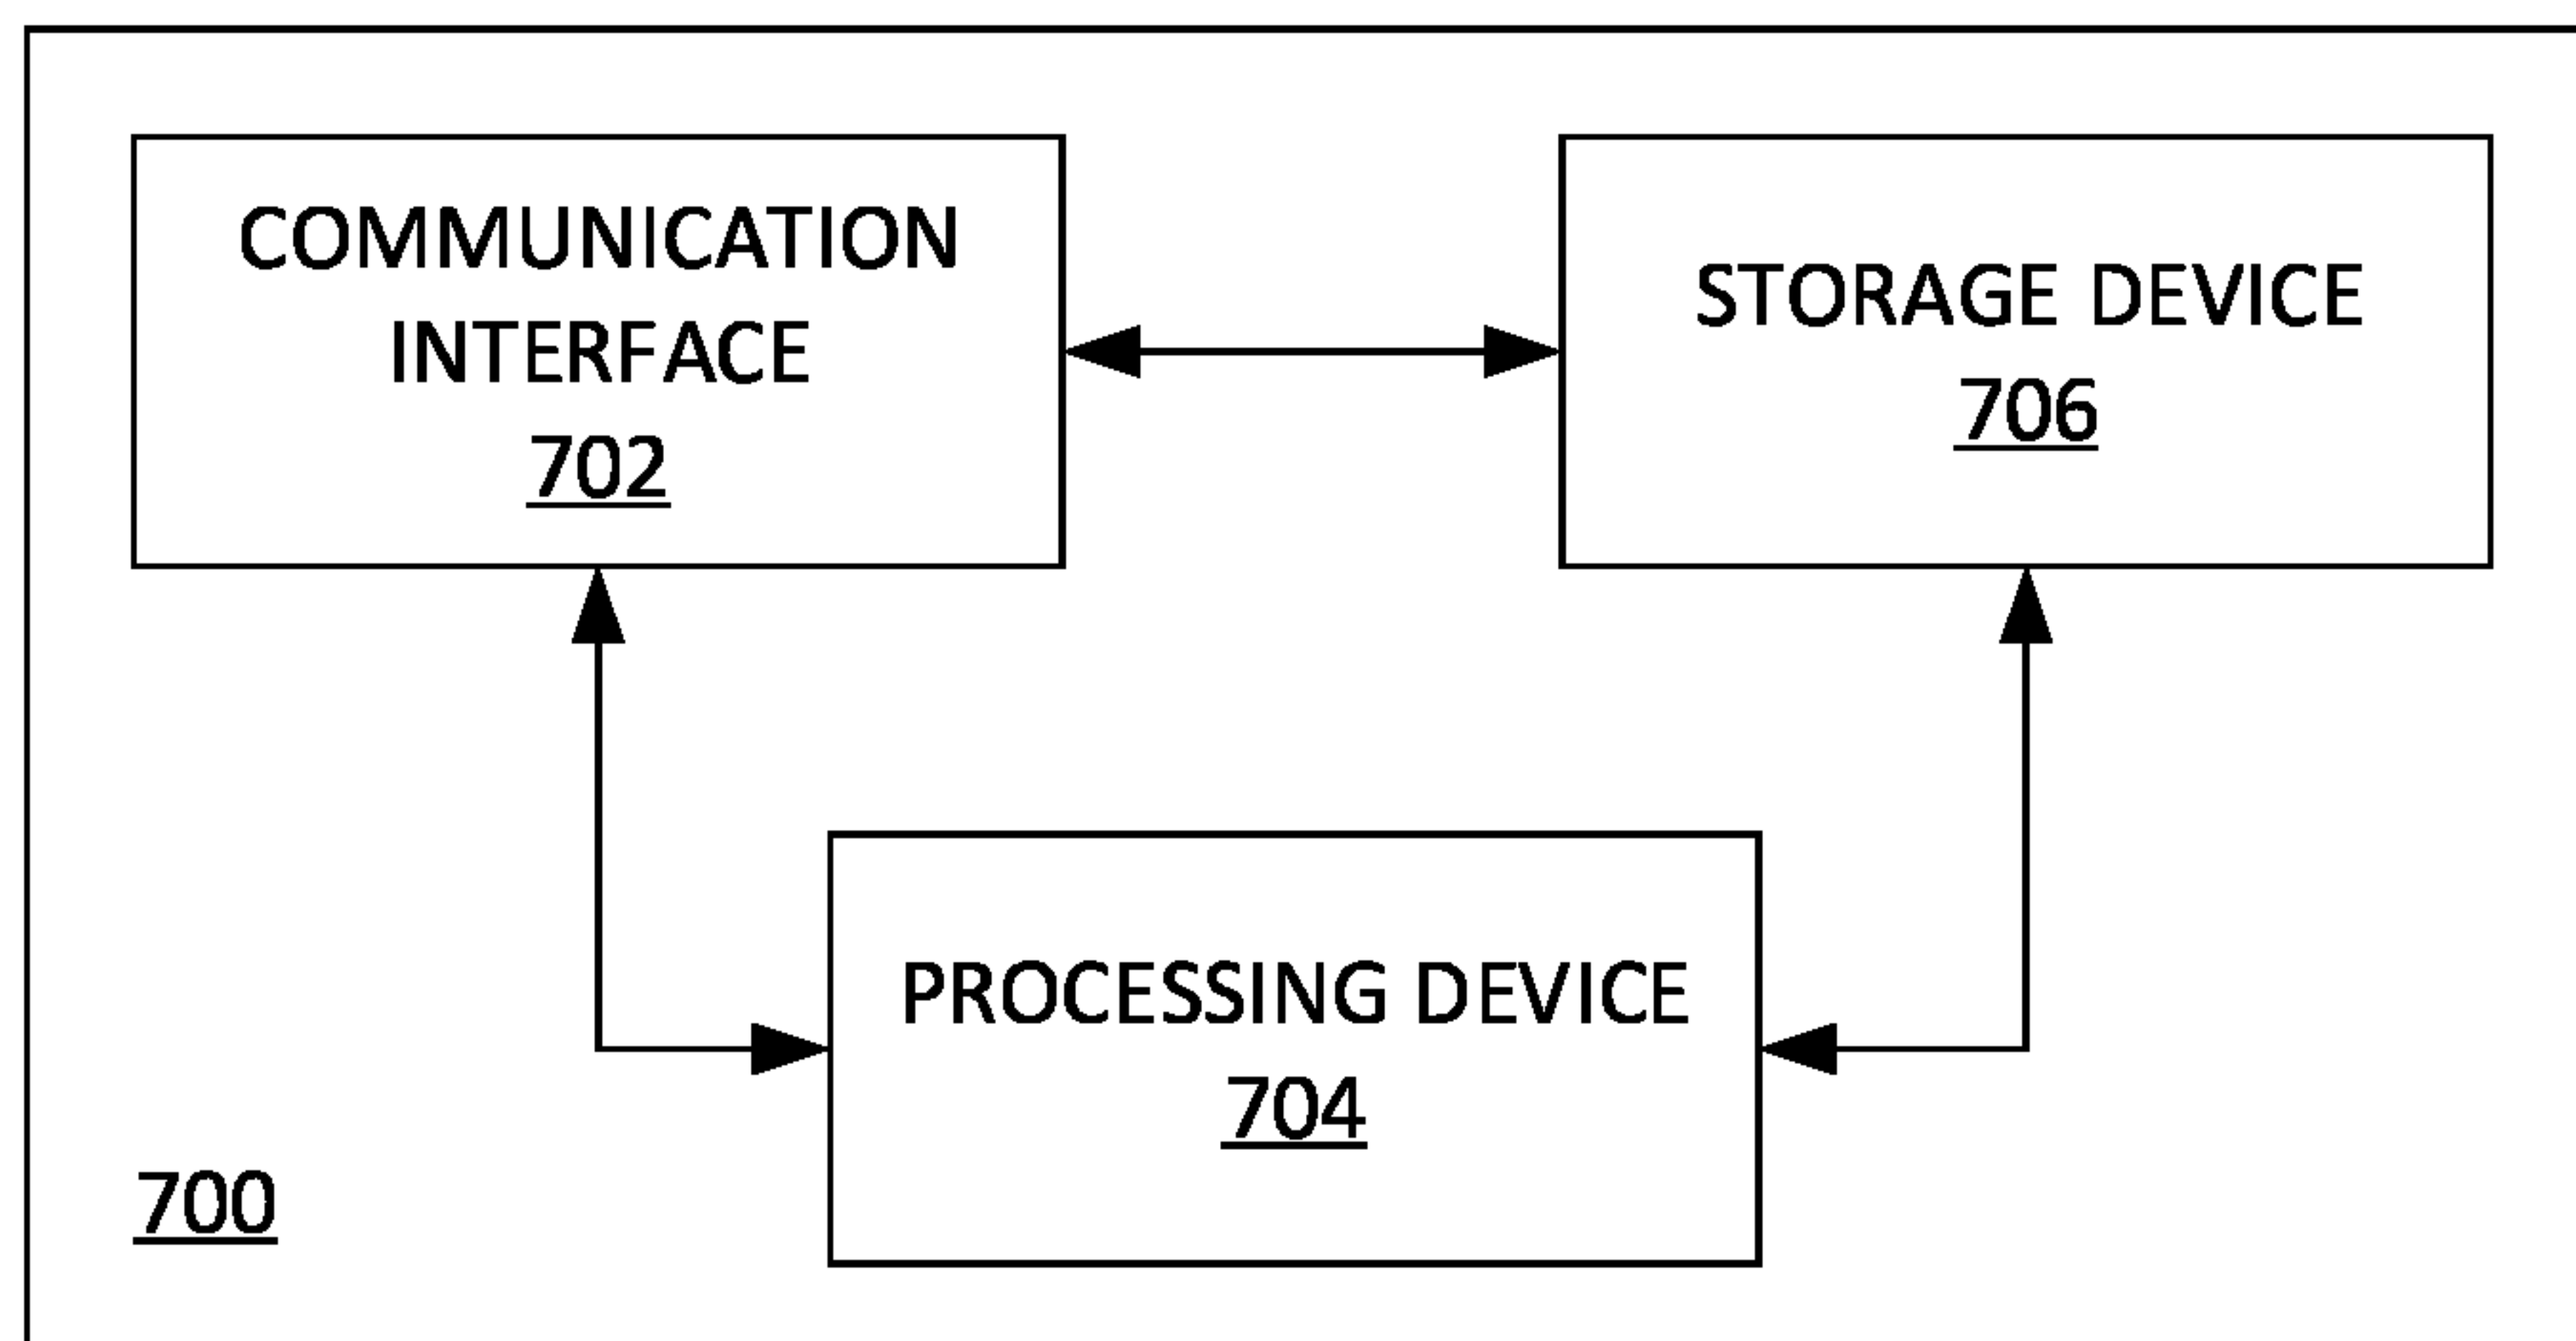 COMMUNICATION
INTERFACE
702
STORAGE DEVICE
706
PROCESSING DEVICE
704
700